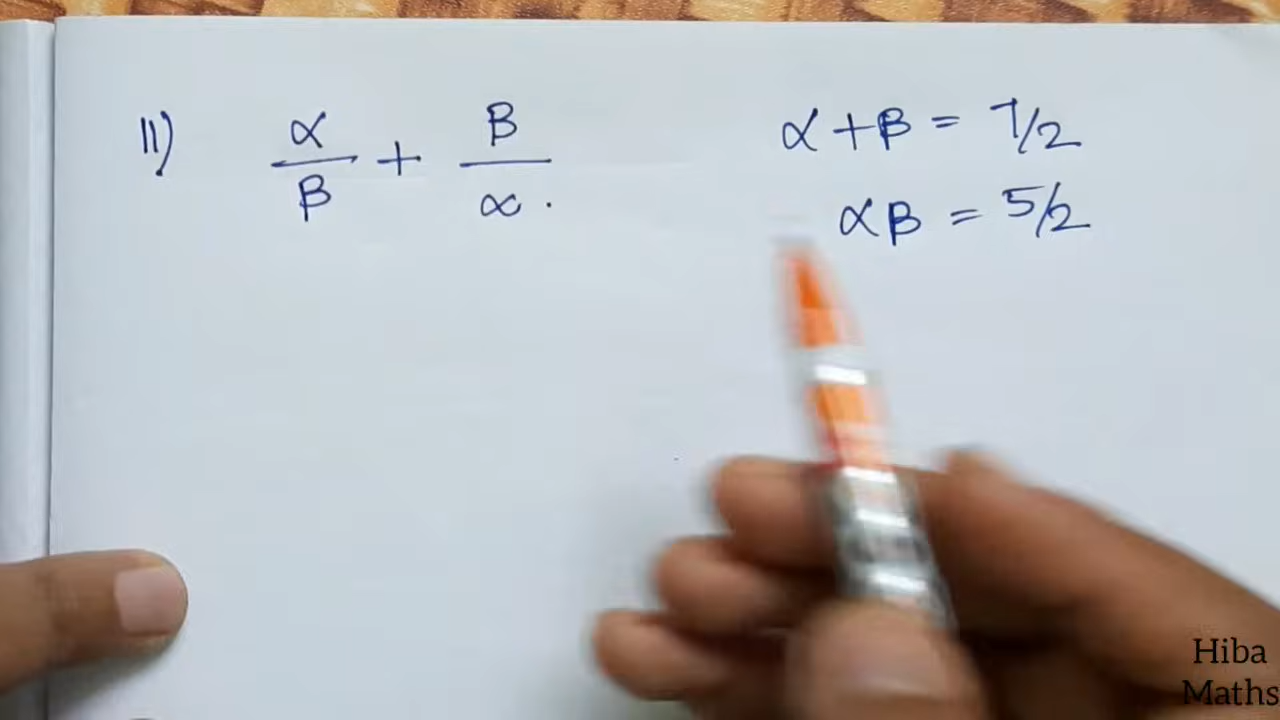 11) α/β + β/α.
α + β = 7/2
αβ = 5/2
Hiba
Maths